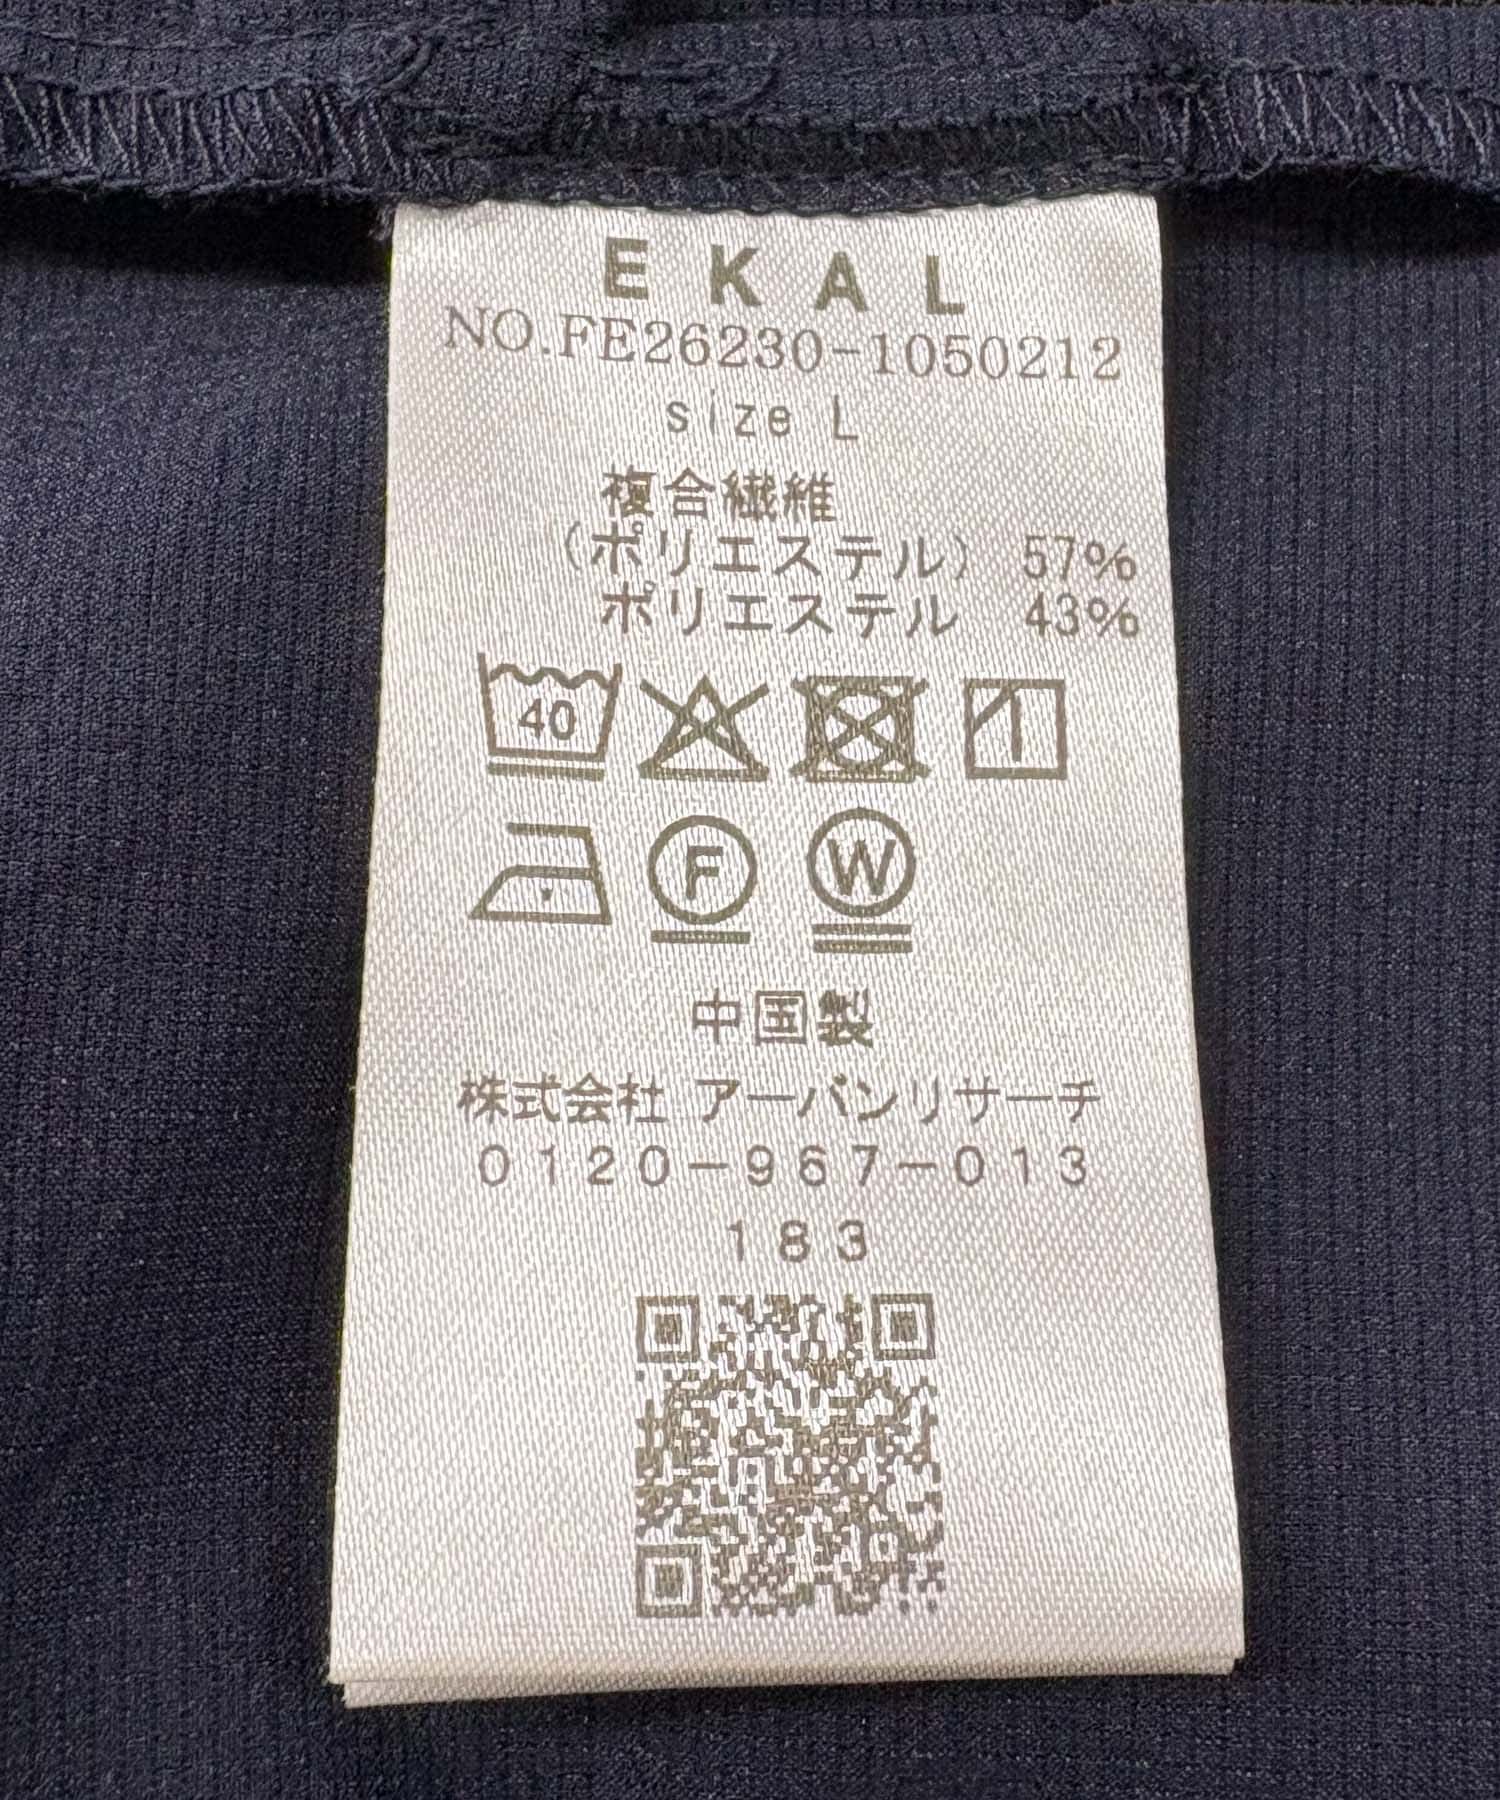 EKAL
NO.FE26230-1050212
size L
複合繊維
(ポリエステル) 57%
ポリエステル 43%
40
F W
中国製
株式会社 アーバンリサーチ
0120-967-013
183